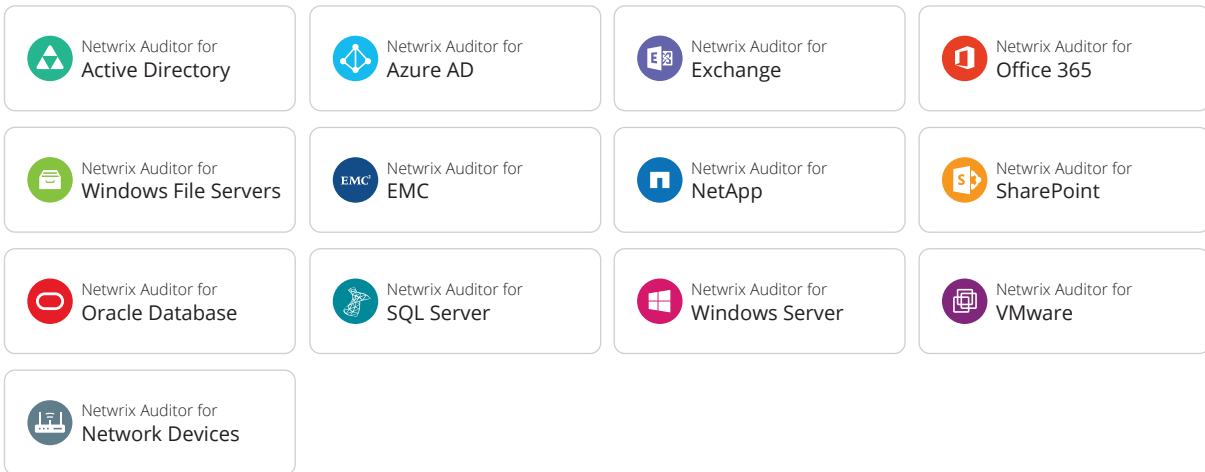 Netwrix Auditor for
Active Directory
Netwrix Auditor for
Azure AD
Netwrix Auditor for
Exchange
Netwrix Auditor for
Office 365
Netwrix Auditor for
Windows File Servers
EMC²
Netwrix Auditor for
EMC
Netwrix Auditor for
NetApp
S
Netwrix Auditor for
SharePoint
Netwrix Auditor for
Oracle Database
Netwrix Auditor for
SQL Server
Netwrix Auditor for
Windows Server
Netwrix Auditor for
VMware
Netwrix Auditor for
Network Devices